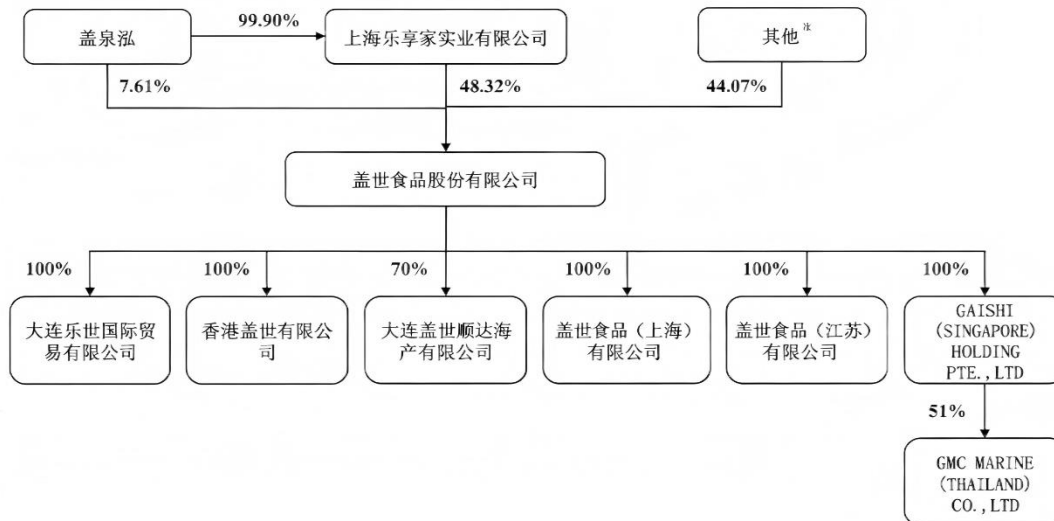 盖泉泓
99.90%
上海乐享家实业有限公司
其他注
7.61%
48.32%
44.07%
盖世食品股份有限公司
100%
100%
70%
100%
100%
100%
大连乐世国际贸
易有限公司
香港盖世有限公
司
大连盖世顺达海
产有限公司
盖世食品（上海）
有限公司
盖世食品（江苏）
有限公司
GAISHI
(SINGAPORE)
HOLDING
PTE.,LTD
51%
GMC MARINE
(THAILAND)
CO.,LTD